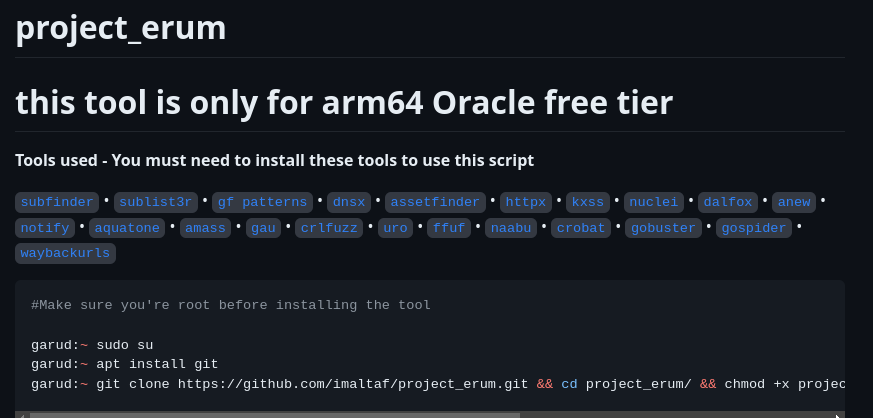 project_erum
this tool is only for arm64 Oracle free tier
Tools used - You must need to install these tools to use this script
subfinder • sublist3r • gf patterns • dnsx • assetfinder • httpx • kxss • nuclei • dalfox • anew •
notify • aquatone • amass • gau • crlfuzz • uro • ffuf • naabu • crobat • gobuster • gospider •
waybackurls
#Make sure you're root before installing the tool
garud:~ sudo su
garud:~ apt install git
garud:~ git clone https://github.com/imaltaf/project_erum.git && cd project_erum/ && chmod +x projec